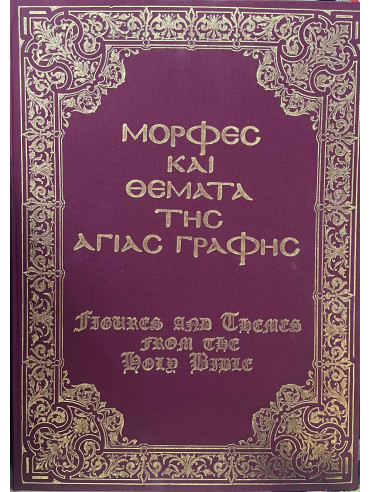 ΜΟΡΦΕΣ
ΚΑΙ
ΘΕΜΑΤΑ
ΤΗΣ
ΑΓΙΑΣ ΓΡΑΦΗΣ
FIGURES AND THEMES
FROM THE
HOLY BIBLE